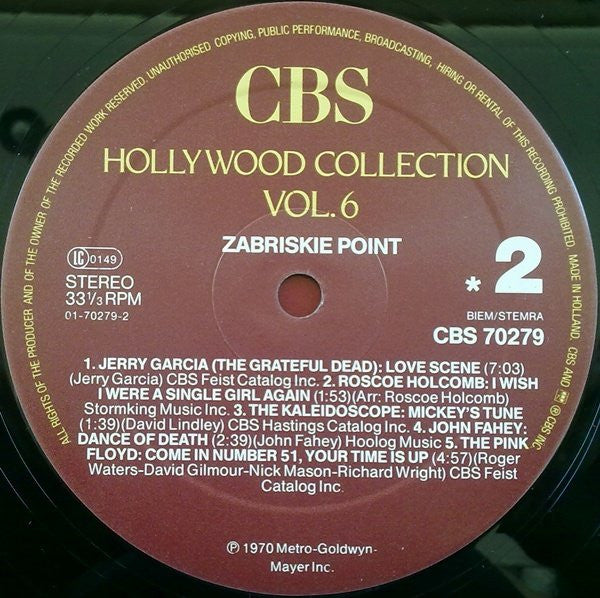 ALL RIGHTS OF THE PRODUCER AND OF THE OWNER OF THE RECORDED WORK RESERVED. UNAUTHORISED COPYING, PUBLIC PERFORMANCE, BROADCASTING, HIRING OR RENTAL OF THIS RECORDING PROHIBITED. MADE IN HOLLAND. CBS AND ® CBS INC
CBS
HOLLYWOOD COLLECTION
VOL. 6
ZABRISKIE POINT
LC 0149
STEREO
33 1/3 RPM
01-70279-2
* 2
BIEM/STEMRA
CBS 70279
1. JERRY GARCIA (THE GRATEFUL DEAD): LOVE SCENE (7:03)
(Jerry Garcia) CBS Feist Catalog Inc. 2. ROSCOE HOLCOMB: I WISH
I WERE A SINGLE GIRL AGAIN (1:53)(Arr: Roscoe Holcomb)
Stormking Music Inc. 3. THE KALEIDOSCOPE: MICKEY'S TUNE
(1:39)(David Lindley) CBS Hastings Catalog Inc. 4. JOHN FAHEY:
DANCE OF DEATH (2:39)(John Fahey) Hoolog Music 5. THE PINK
FLOYD: COME IN NUMBER 51, YOUR TIME IS UP (4:57)(Roger
Waters-David Gilmour-Nick Mason-Richard Wright) CBS Feist
Catalog Inc.
℗ 1970 Metro-Goldwyn-
Mayer Inc.